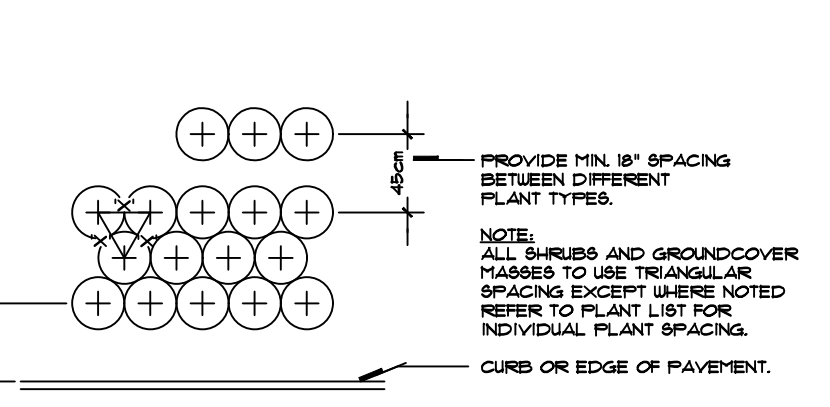 45cm
PROVIDE MIN. 18" SPACING
BETWEEN DIFFERENT
PLANT TYPES.
NOTE:
ALL SHRUBS AND GROUNDCOVER
MASSES TO USE TRIANGULAR
SPACING EXCEPT WHERE NOTED
REFER TO PLANT LIST FOR
INDIVIDUAL PLANT SPACING.
"X"
"X" "X"
CURB OR EDGE OF PAVEMENT.